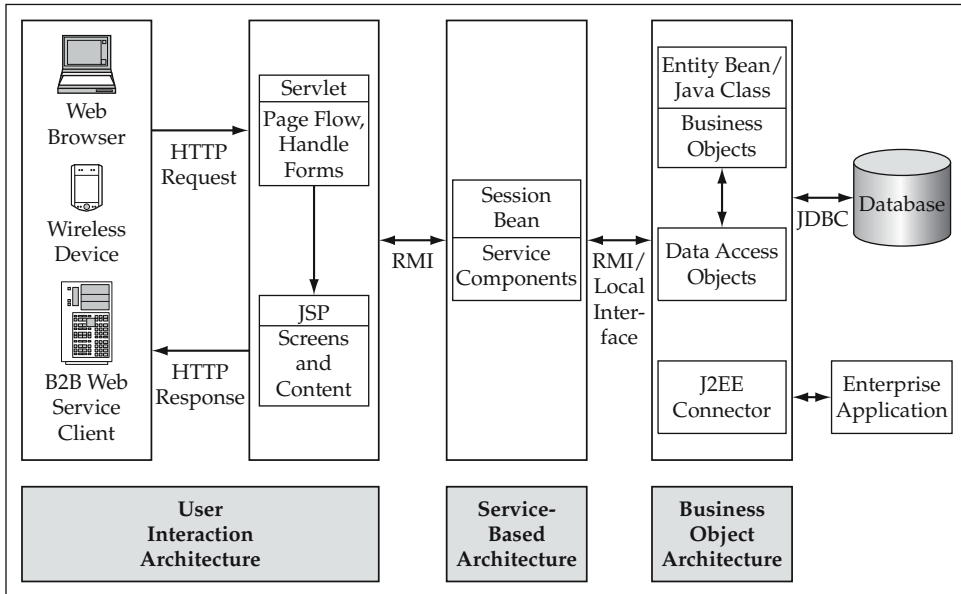 Web
Browser
Wireless
Device
B2B Web
Service
Client
HTTP
Request
HTTP
Response
Servlet
Page Flow,
Handle
Forms
JSP
Screens
and
Content
RMI
Session
Bean
Service
Components
RMI/
Local
Inter-
face
Entity Bean/
Java Class
Business
Objects
Data Access
Objects
J2EE
Connector
JDBC
Database
Enterprise
Application
User
Interaction
Architecture
Service-
Based
Architecture
Business
Object
Architecture